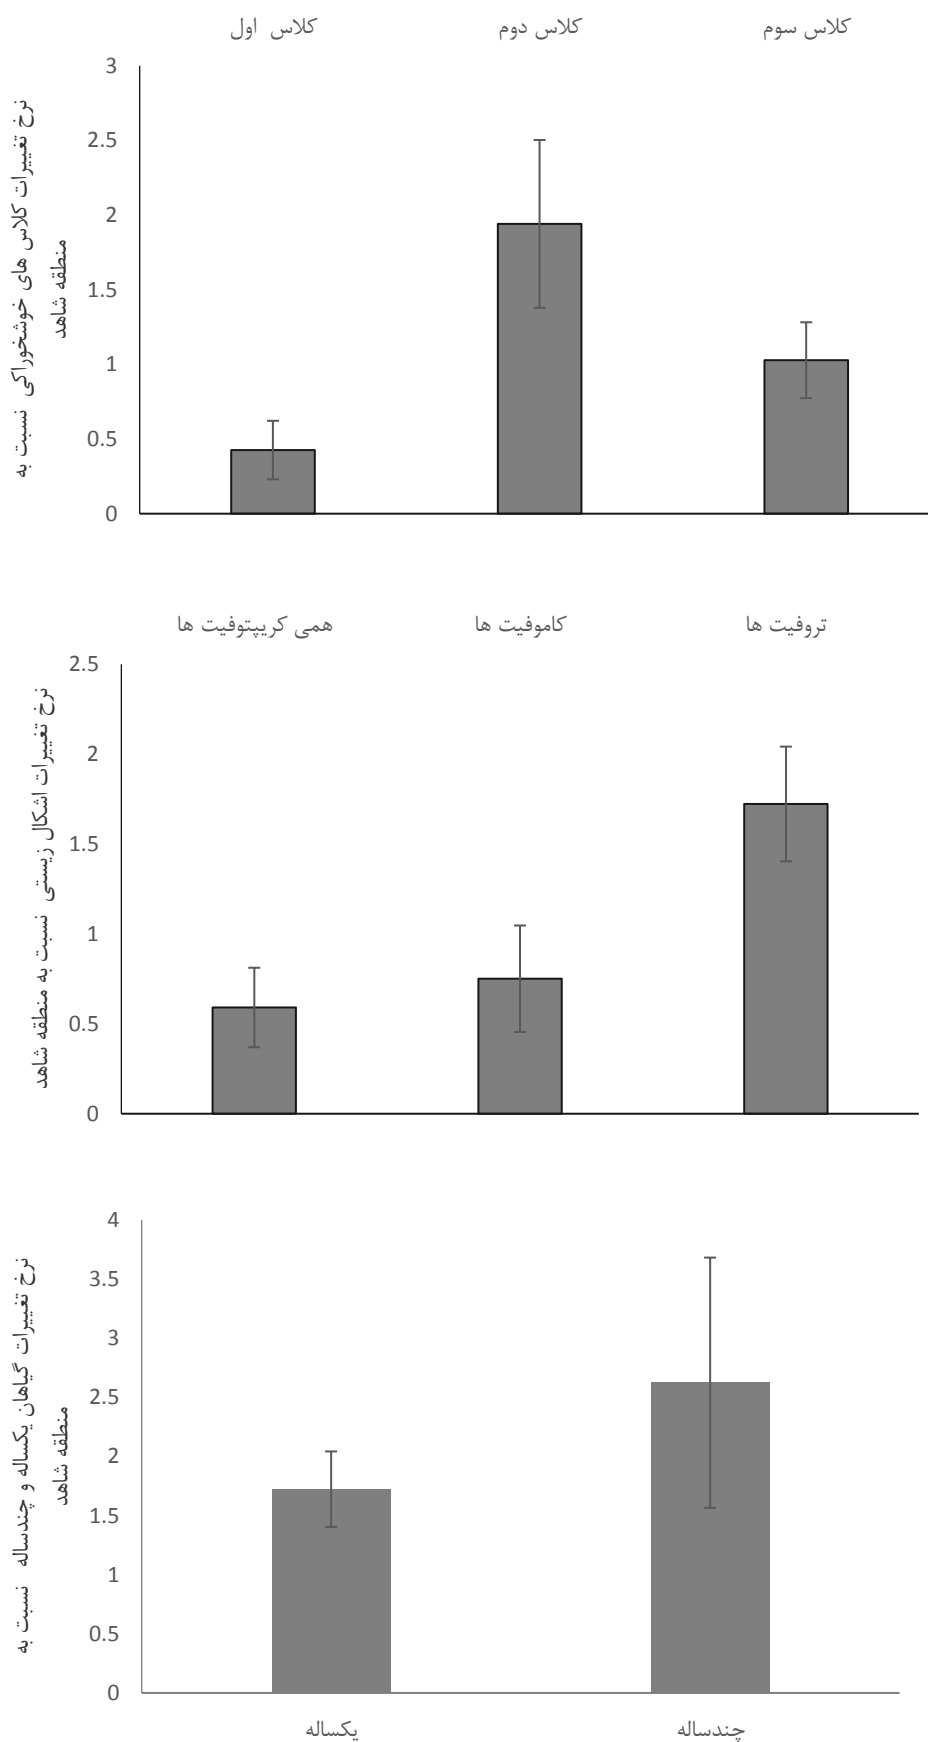 کلاس اول
کلاس دوم
کلاس سوم
نرخ تغییرات کلاس های خوشخوراکی نسبت به
منطقه شاهد
3
2.5
2
1.5
1
0.5
0
همی کریپتوفیت ها
کاموفیت ها
تروفیت ها
نرخ تغییرات اشکال زیستی نسبت به منطقه شاهد
2.5
2
1.5
1
0.5
0
نرخ تغییرات گیاهان یکساله و چندساله نسبت به
منطقه شاهد
4
3.5
3
2.5
2
1.5
1
0.5
0
یکساله
چندساله